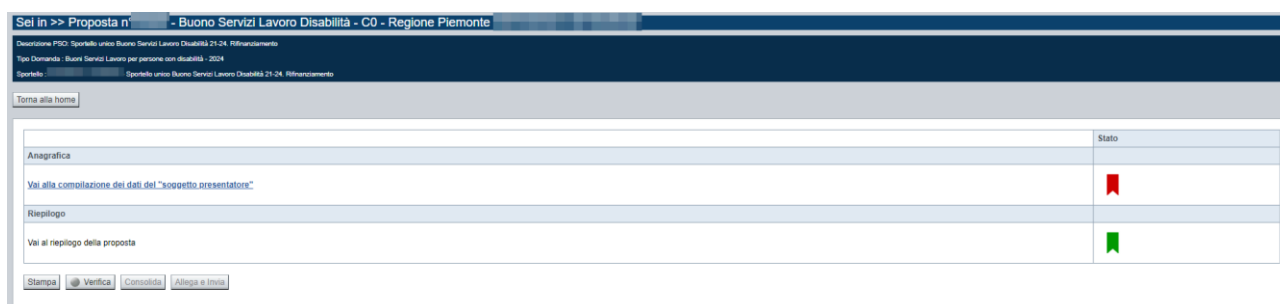 Sei in >> Proposta n° - Buono Servizi Lavoro Disabilità - C0 - Regione Piemonte
Descrizione PSO: Sportello unico Buono Servizi Lavoro Disabilità 21-24. Rifinanziamento
Tipo Domanda : Buoni Servizi Lavoro per persone con disabilità - 2024
Sportello : Sportello unico Buono Servizi Lavoro Disabilità 21-24. Rifinanziamento
Torna alla home
Stato
Anagrafica
Vai alla compilazione dei dati del "soggetto presentatore"
Riepilogo
Vai al riepilogo della proposta
Stampa Verifica Consolida Allega e Invia